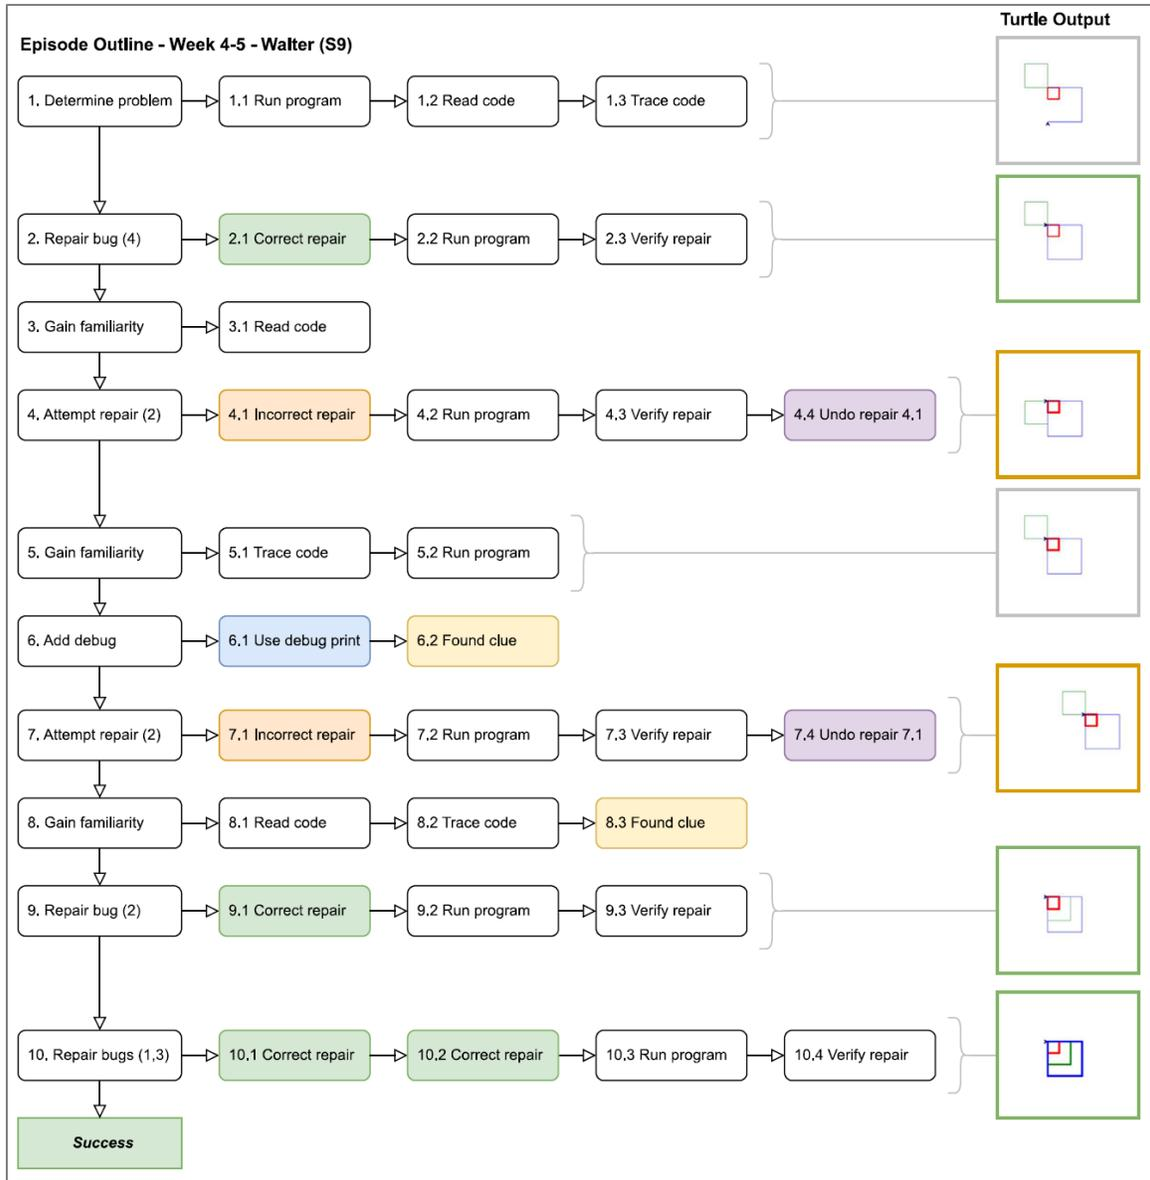 Turtle Output
Episode Outline - Week 4-5 - Walter (S9)
1. Determine problem
1.1 Run program
1.2 Read code
1.3 Trace code
2. Repair bug (4)
2.1 Correct repair
2.2 Run program
2.3 Verify repair
3. Gain familiarity
3.1 Read code
4. Attempt repair (2)
4.1 Incorrect repair
4.2 Run program
4.3 Verify repair
4.4 Undo repair 4.1
5. Gain familiarity
5.1 Trace code
5.2 Run program
6. Add debug
6.1 Use debug print
6.2 Found clue
7. Attempt repair (2)
7.1 Incorrect repair
7.2 Run program
7.3 Verify repair
7.4 Undo repair 7.1
8. Gain familiarity
8.1 Read code
8.2 Trace code
8.3 Found clue
9. Repair bug (2)
9.1 Correct repair
9.2 Run program
9.3 Verify repair
10. Repair bugs (1,3)
10.1 Correct repair
10.2 Correct repair
10.3 Run program
10.4 Verify repair
Success